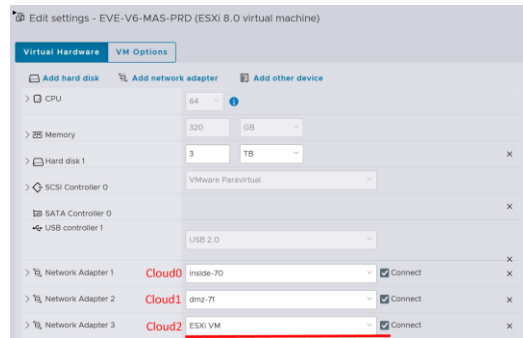 Edit settings - EVE-V6-MAS-PRD (ESXi 8.0 virtual machine)
Virtual Hardware VM Options
Add hard disk Add network adapter Add other device
CPU 64
Memory 320 GB
Hard disk 1 3 TB
SCSI Controller 0 VMware Paravirtual
SATA Controller 0
USB controller 1 USB 2.0
Network Adapter 1 Cloud0 inside-70 Connect
Network Adapter 2 Cloud1 dmz-71 Connect
Network Adapter 3 Cloud2 ESXi VM Connect